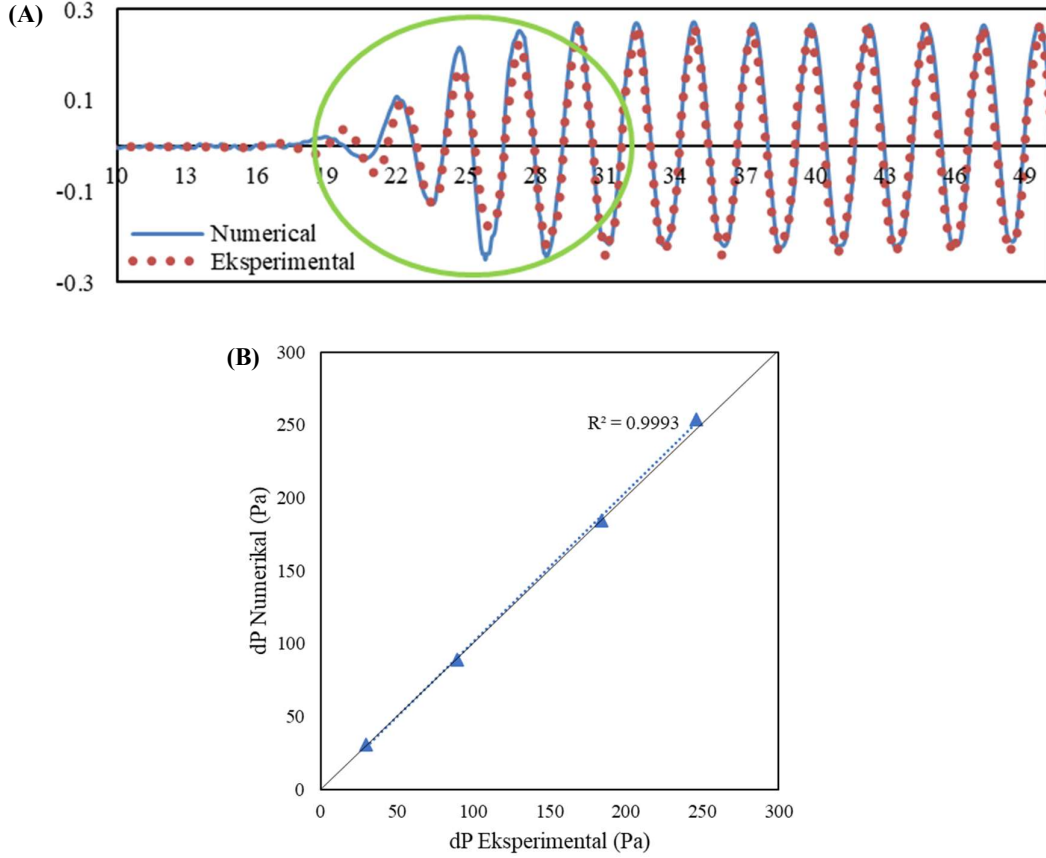 (A)
0.3
0.1
-0.1
-0.3
10 13 16 19 22 25 28 31 34 37 40 43 46 49
Numerical
Eksperimental
(B)
300
250
200
150
100
50
0
R² = 0.9993
dP Numerikal (Pa)
0 50 100 150 200 250 300
dP Eksperimental (Pa)